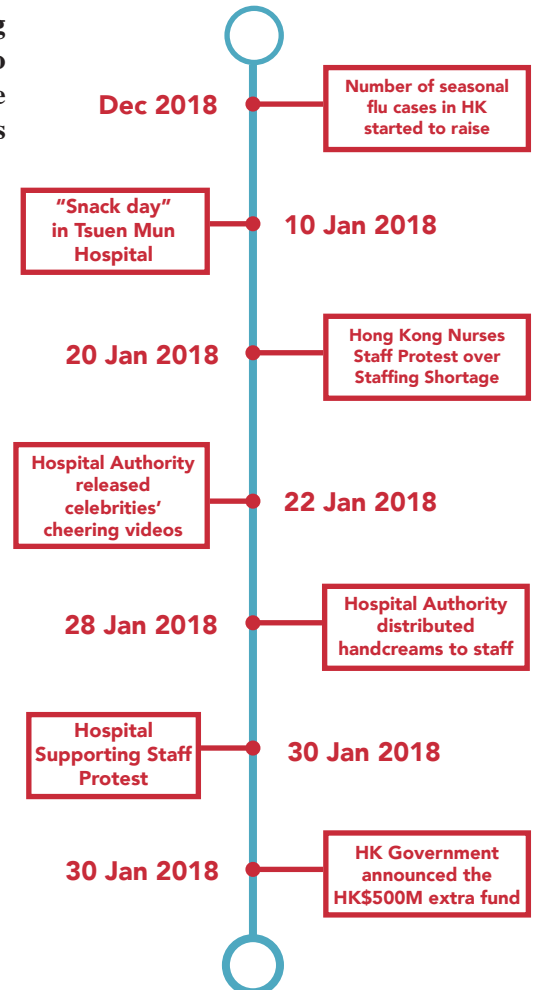 g
o
e
s
Dec 2018
Number of seasonal
flu cases in HK
started to raise
"Snack day"
in Tsuen Mun
Hospital
10 Jan 2018
20 Jan 2018
Hong Kong Nurses
Staff Protest over
Staffing Shortage
Hospital Authority
released
celebrities'
cheering videos
22 Jan 2018
28 Jan 2018
Hospital Authority
distributed
handcreams to staff
Hospital
Supporting Staff
Protest
30 Jan 2018
30 Jan 2018
HK Government
announced the
HK$500M extra fund